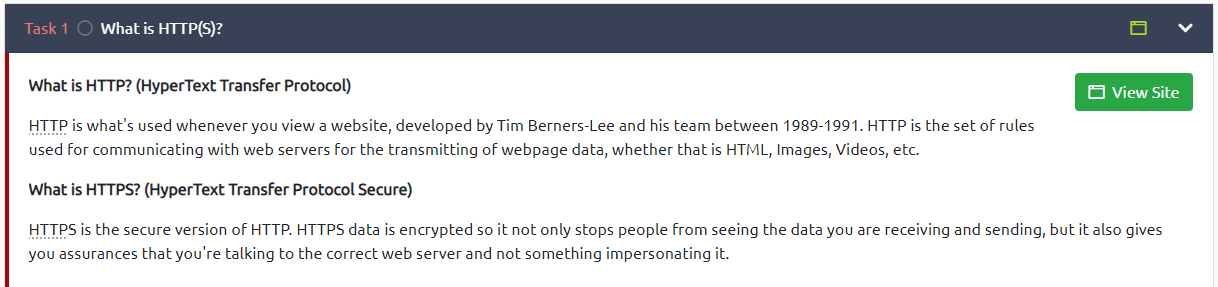 Task 1 What is HTTP(S)?
What is HTTP? (HyperText Transfer Protocol)
View Site
HTTP is what's used whenever you view a website, developed by Tim Berners-Lee and his team between 1989-1991. HTTP is the set of rules
used for communicating with web servers for the transmitting of webpage data, whether that is HTML, Images, Videos, etc.
What is HTTPS? (HyperText Transfer Protocol Secure)
HTTPS is the secure version of HTTP. HTTPS data is encrypted so it not only stops people from seeing the data you are receiving and sending, but it also gives
you assurances that you're talking to the correct web server and not something impersonating it.